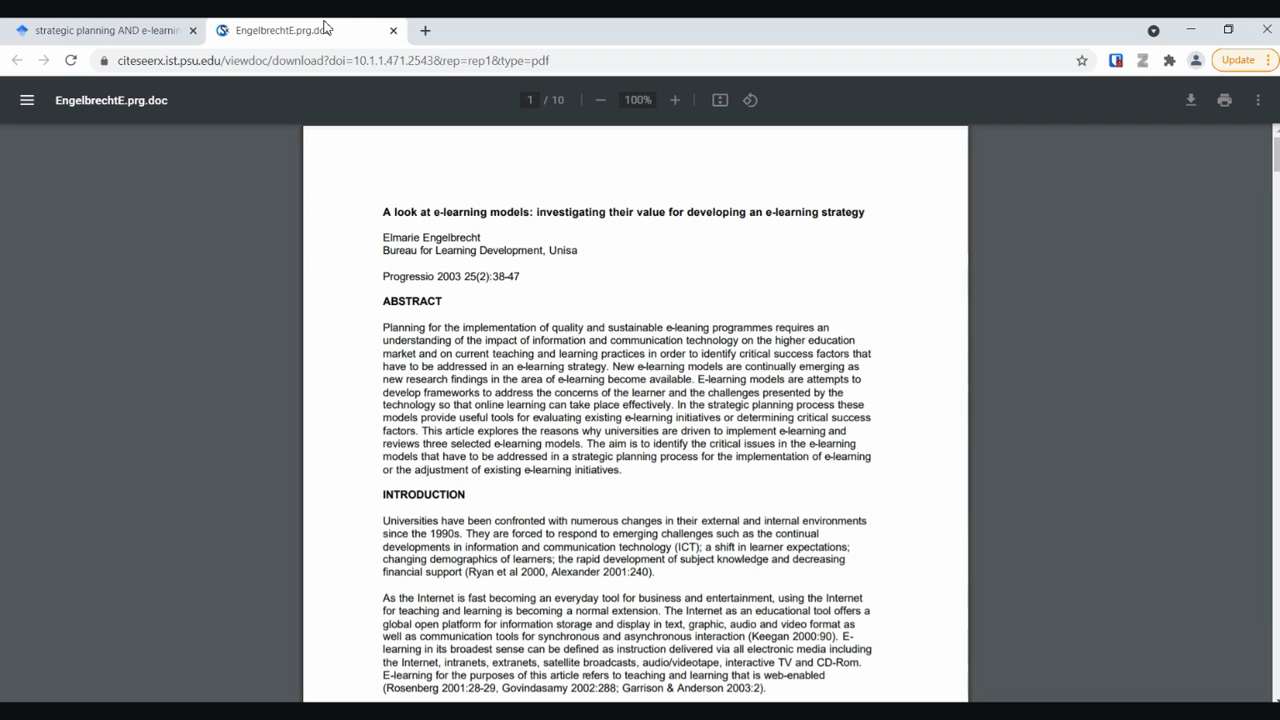 strategic planning AND e-learnin
EngelbrechtE.prg.do
citeseerx.ist.psu.edu/viewdoc/download?doi=10.1.1.471.2543&rep=rep1&type=pdf
Update
EngelbrechtE.prg.doc
1 / 10
100%
A look at e-learning models: investigating their value for developing an e-learning strategy
Elmarie Engelbrecht
Bureau for Learning Development, Unisa
Progressio 2003 25(2):38-47
ABSTRACT
Planning for the implementation of quality and sustainable e-leaning programmes requires an
understanding of the impact of information and communication technology on the higher education
market and on current teaching and learning practices in order to identify critical success factors that
have to be addressed in an e-learning strategy. New e-learning models are continually emerging as
new research findings in the area of e-learning become available. E-learning models are attempts to
develop frameworks to address the concerns of the learner and the challenges presented by the
technology so that online learning can take place effectively. In the strategic planning process these
models provide useful tools for evaluating existing e-learning initiatives or determining critical success
factors. This article explores the reasons why universities are driven to implement e-learning and
reviews three selected e-learning models. The aim is to identify the critical issues in the e-learning
models that have to be addressed in a strategic planning process for the implementation of e-learning
or the adjustment of existing e-learning initiatives.
INTRODUCTION
Universities have been confronted with numerous changes in their external and internal environments
since the 1990s. They are forced to respond to emerging challenges such as the continual
developments in information and communication technology (ICT); a shift in learner expectations;
changing demographics of learners; the rapid development of subject knowledge and decreasing
financial support (Ryan et al 2000, Alexander 2001:240).
As the Internet is fast becoming an everyday tool for business and entertainment, using the Internet
for teaching and learning is becoming a normal extension. The Internet as an educational tool offers a
global open platform for information storage and display in text, graphic, audio and video format as
well as communication tools for synchronous and asynchronous interaction (Keegan 2000:90). E-
learning in its broadest sense can be defined as instruction delivered via all electronic media including
the Internet, intranets, extranets, satellite broadcasts, audio/videotape, interactive TV and CD-Rom.
E-learning for the purposes of this article refers to teaching and learning that is web-enabled
(Rosenberg 2001:28-29, Govindasamy 2002:288; Garrison & Anderson 2003:2).